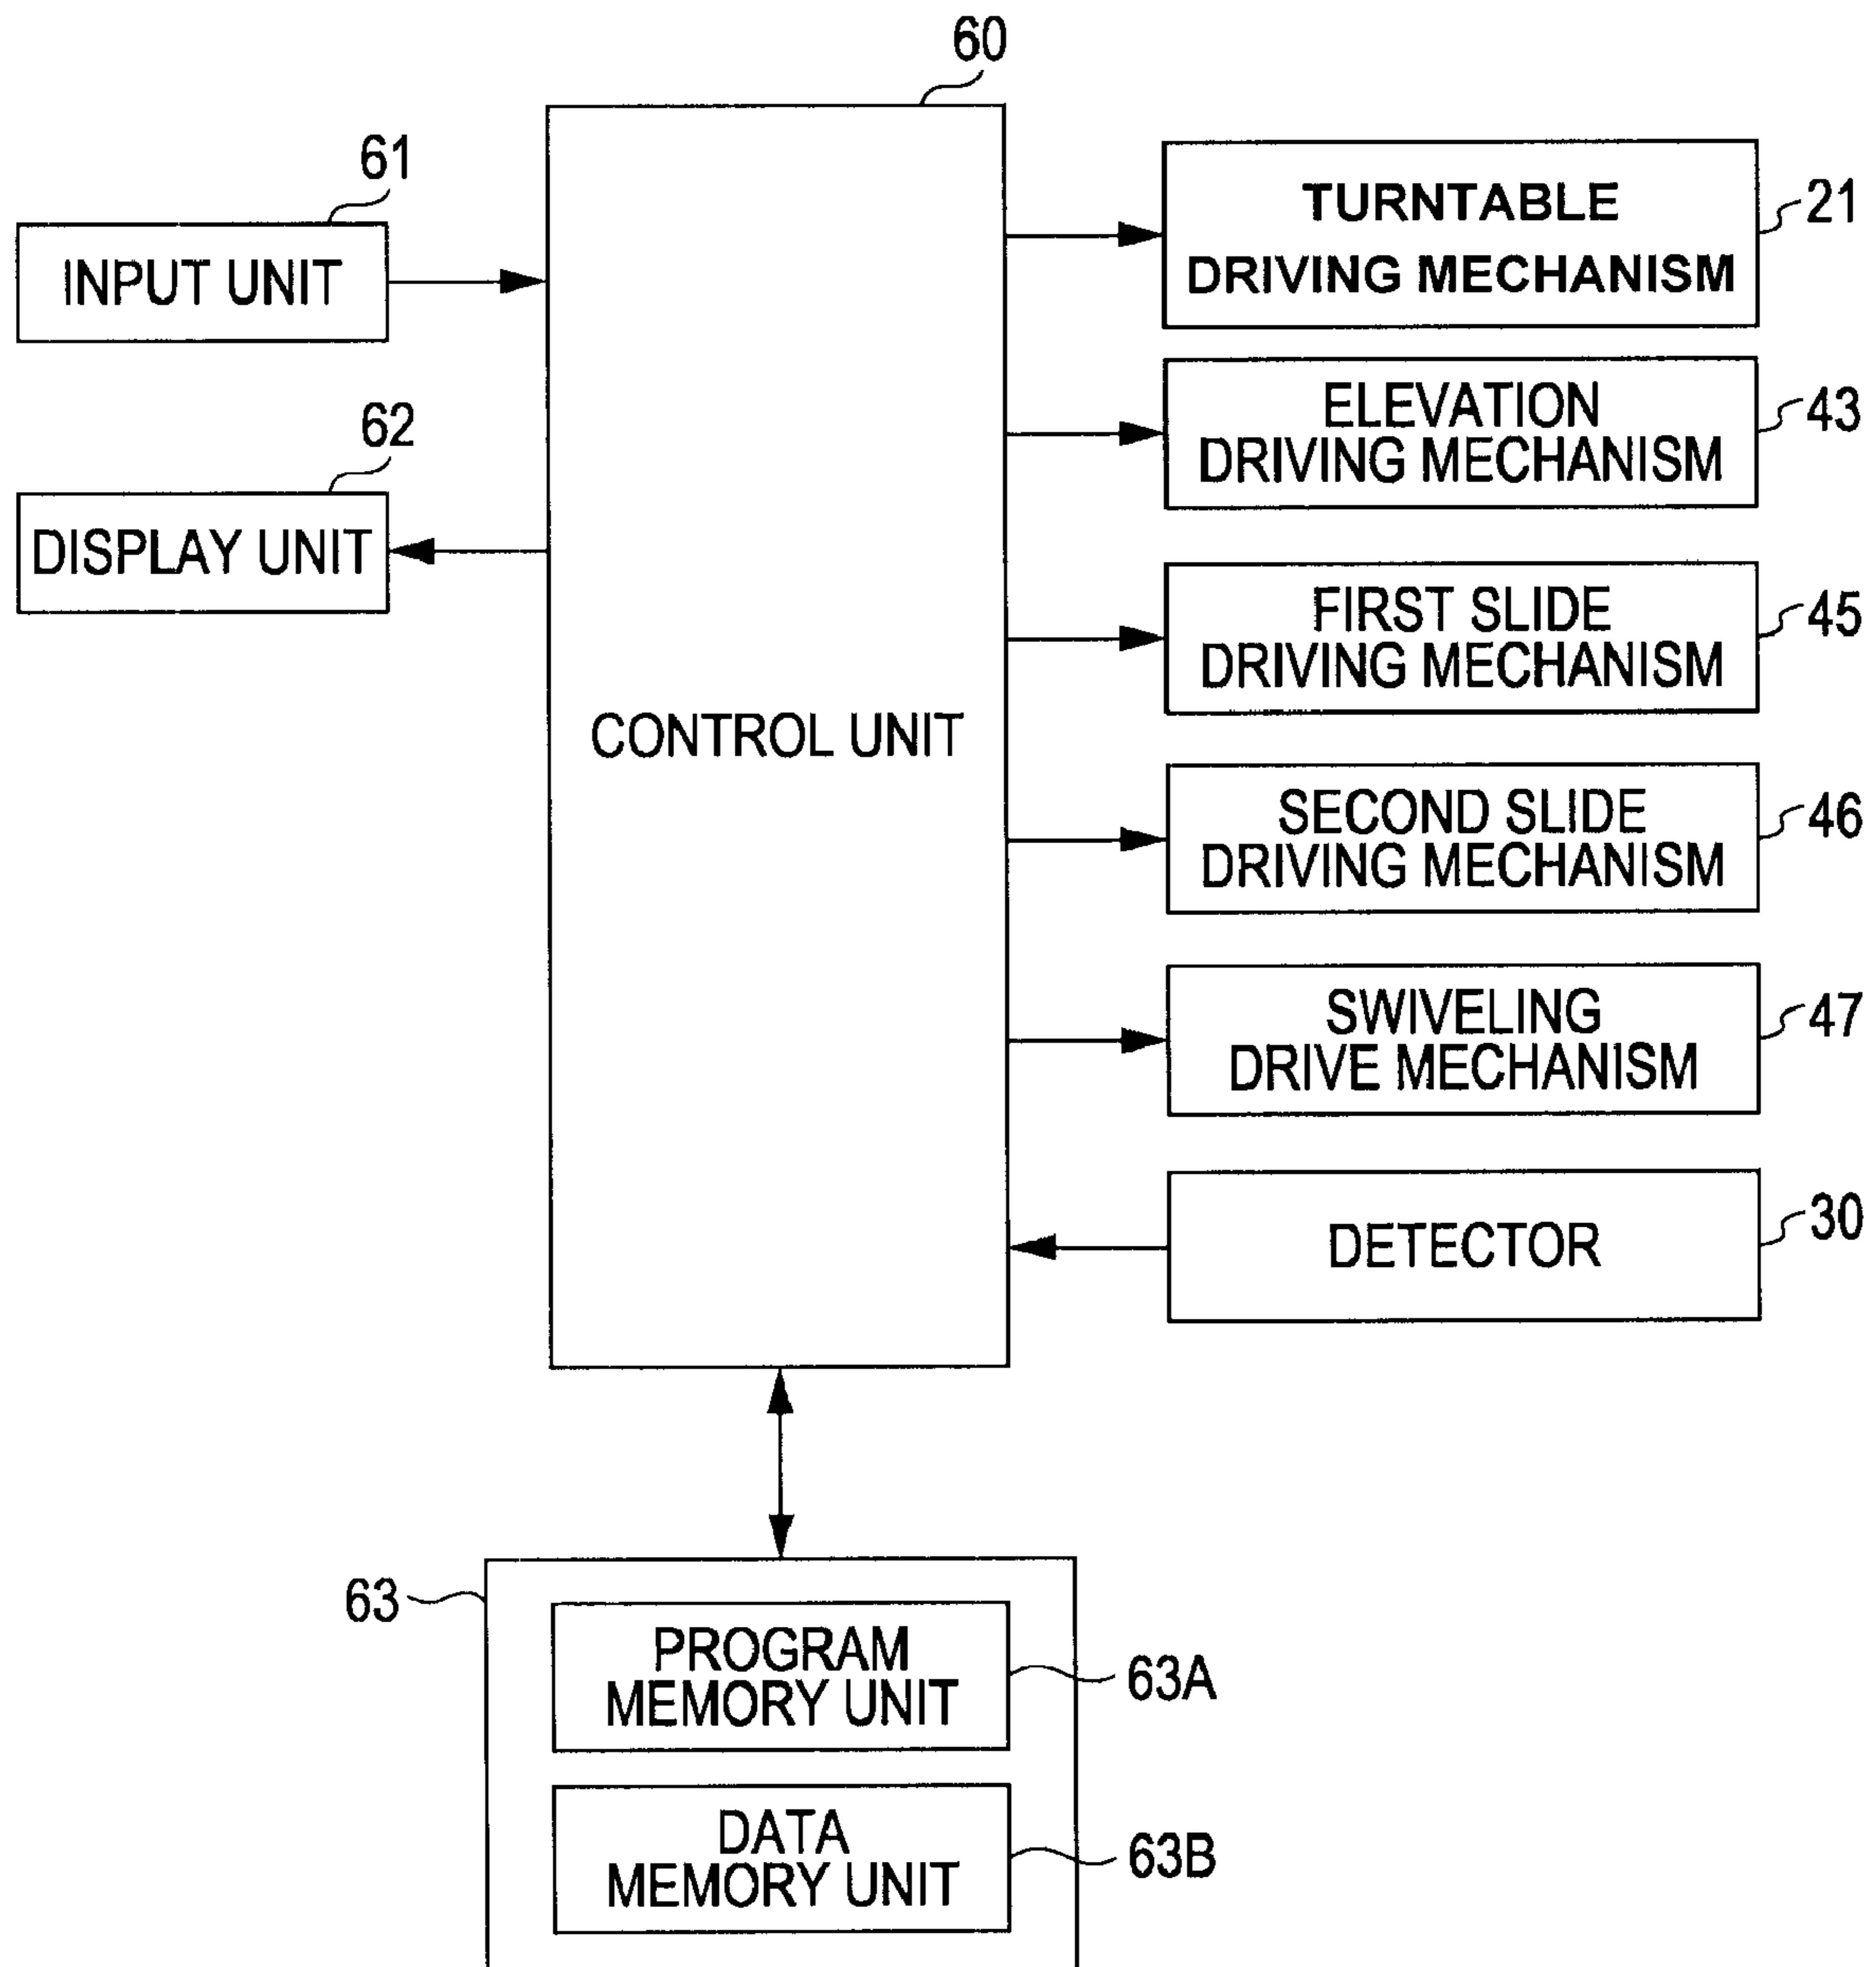 60
61
INPUT UNIT
62
DISPLAY UNIT
CONTROL UNIT
TURNTABLE
DRIVING MECHANISM
21
ELEVATION
DRIVING MECHANISM
43
FIRST SLIDE
DRIVING MECHANISM
45
SECOND SLIDE
DRIVING MECHANISM
46
SWIVELING
DRIVE MECHANISM
47
DETECTOR
30
63
PROGRAM
MEMORY UNIT
63A
DATA
MEMORY UNIT
63B